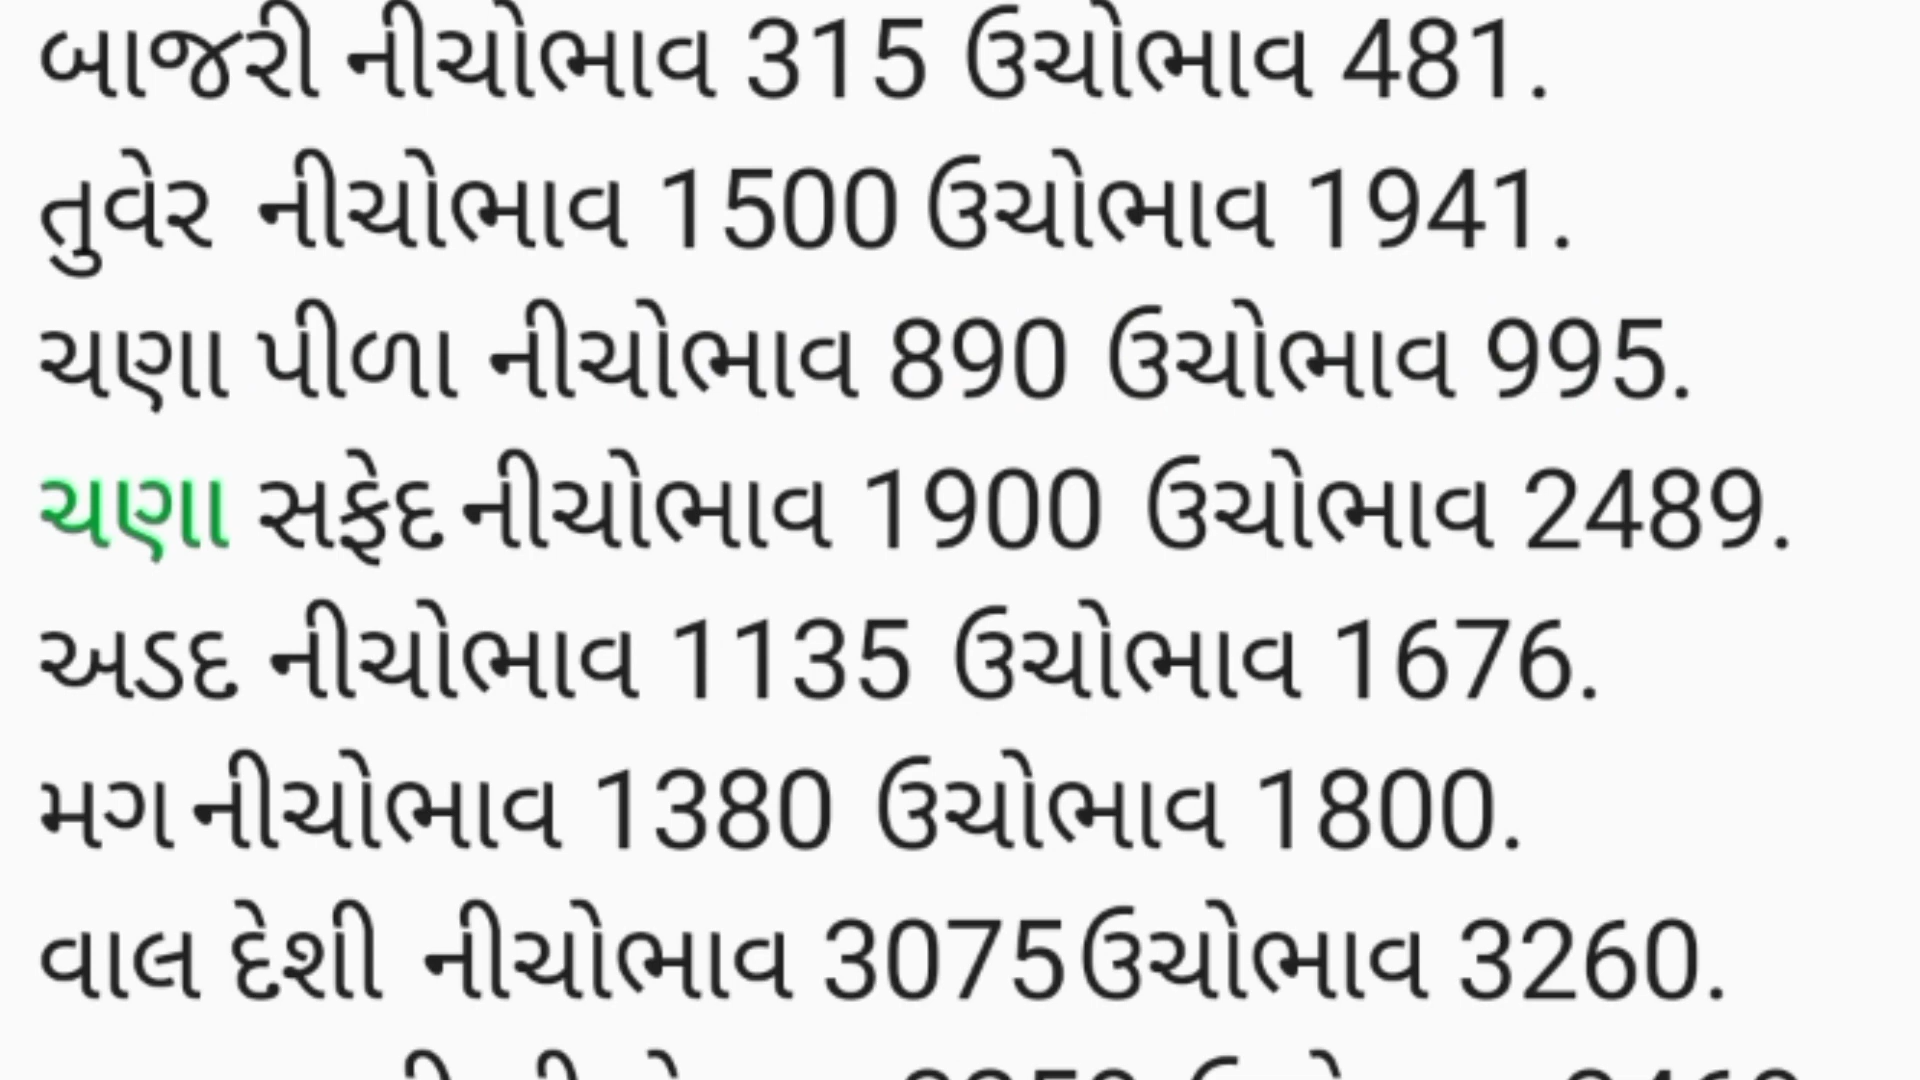 બાજરી નીચોભાવ 315 ઉચોભાવ 481.
તુવેર નીચોભાવ 1500 ઉચોભાવ 1941.
ચણા પીળા નીચોભાવ 890 ઉચોભાવ 995.
ચણા સફેદ નીચોભાવ 1900 ઉચોભાવ 2489.
અડદ નીચોભાવ 1135 ઉચોભાવ 1676.
મગ નીચોભાવ 1380 ઉચોભાવ 1800.
વાલ દેશી નીચોભાવ 3075 ઉચોભાવ 3260.